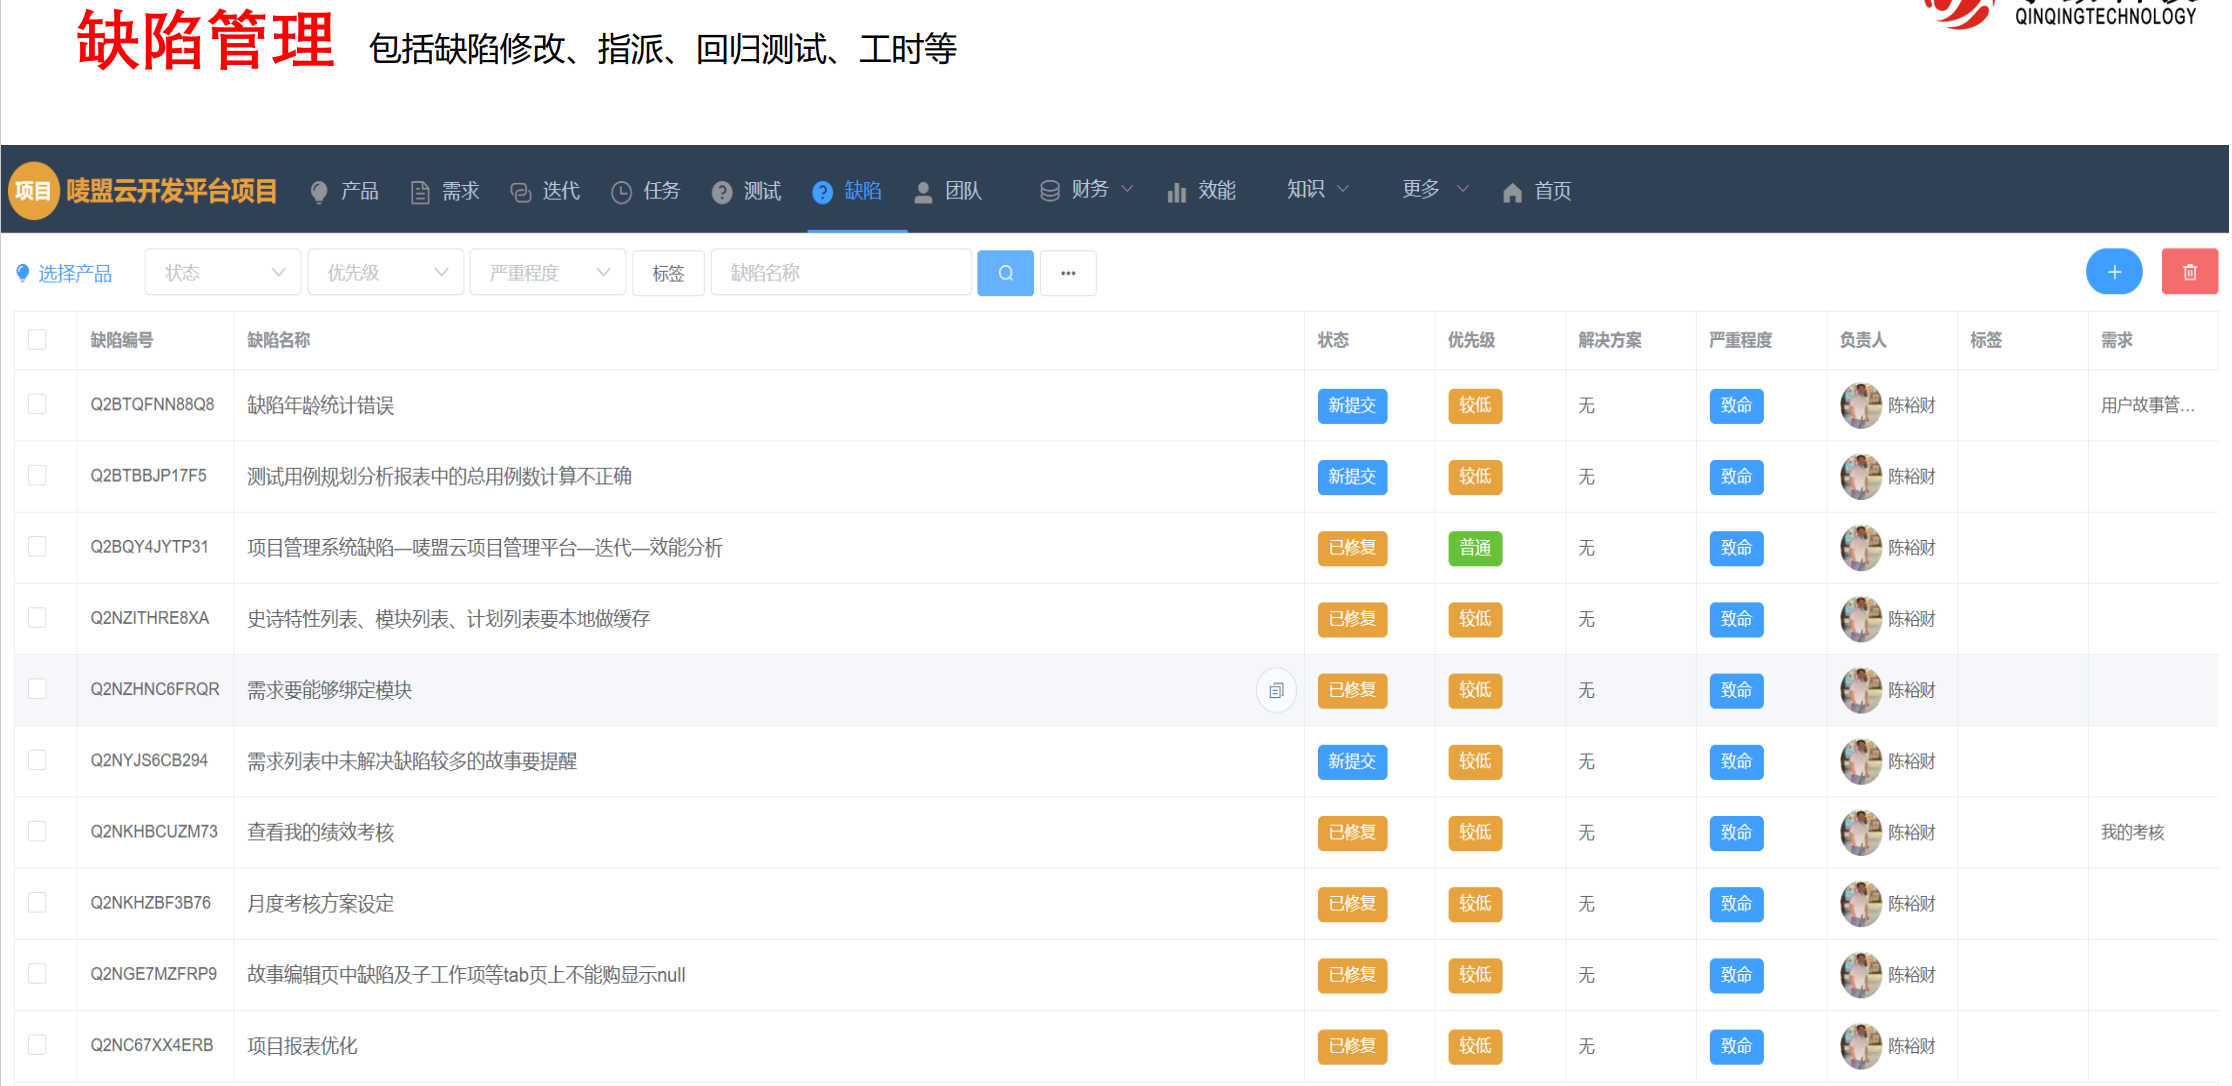 缺陷管理 包括缺陷修改、指派、回归测试、工时等
QINQINGTECHNOLOGY
项目 唛盟云开发平台项目 产品 需求 迭代 任务 测试 缺陷 团队 财务 效能 知识 更多 首页
选择产品 状态 优先级 严重程度 标签 缺陷名称
缺陷编号 缺陷名称 状态 优先级 解决方案 严重程度 负责人 标签 需求
Q2BTQFNN88Q8 缺陷年龄统计错误 新提交 较低 无 致命 陈裕财 用户故事管...
Q2BTBBJP17F5 测试用例规划分析报表中的总用例数计算不正确 新提交 较低 无 致命 陈裕财
Q2BQY4JYTP31 项目管理系统缺陷—唛盟云项目管理平台—迭代—效能分析 已修复 普通 无 致命 陈裕财
Q2NZITHRE8XA 史诗特性列表、模块列表、计划列表要本地做缓存 已修复 较低 无 致命 陈裕财
Q2NZHNC6FRQR 需求要能够绑定模块 已修复 较低 无 致命 陈裕财
Q2NYJS6CB294 需求列表中未解决缺陷较多的故事要提醒 新提交 较低 无 致命 陈裕财
Q2NKHBCUZM73 查看我的绩效考核 已修复 较低 无 致命 陈裕财 我的考核
Q2NKHZBF3B76 月度考核方案设定 已修复 较低 无 致命 陈裕财
Q2NGE7MZFRP9 故事编辑页中缺陷及子工作项等tab页上不能购显示null 已修复 较低 无 致命 陈裕财
Q2NC67XX4ERB 项目报表优化 已修复 较低 无 致命 陈裕财